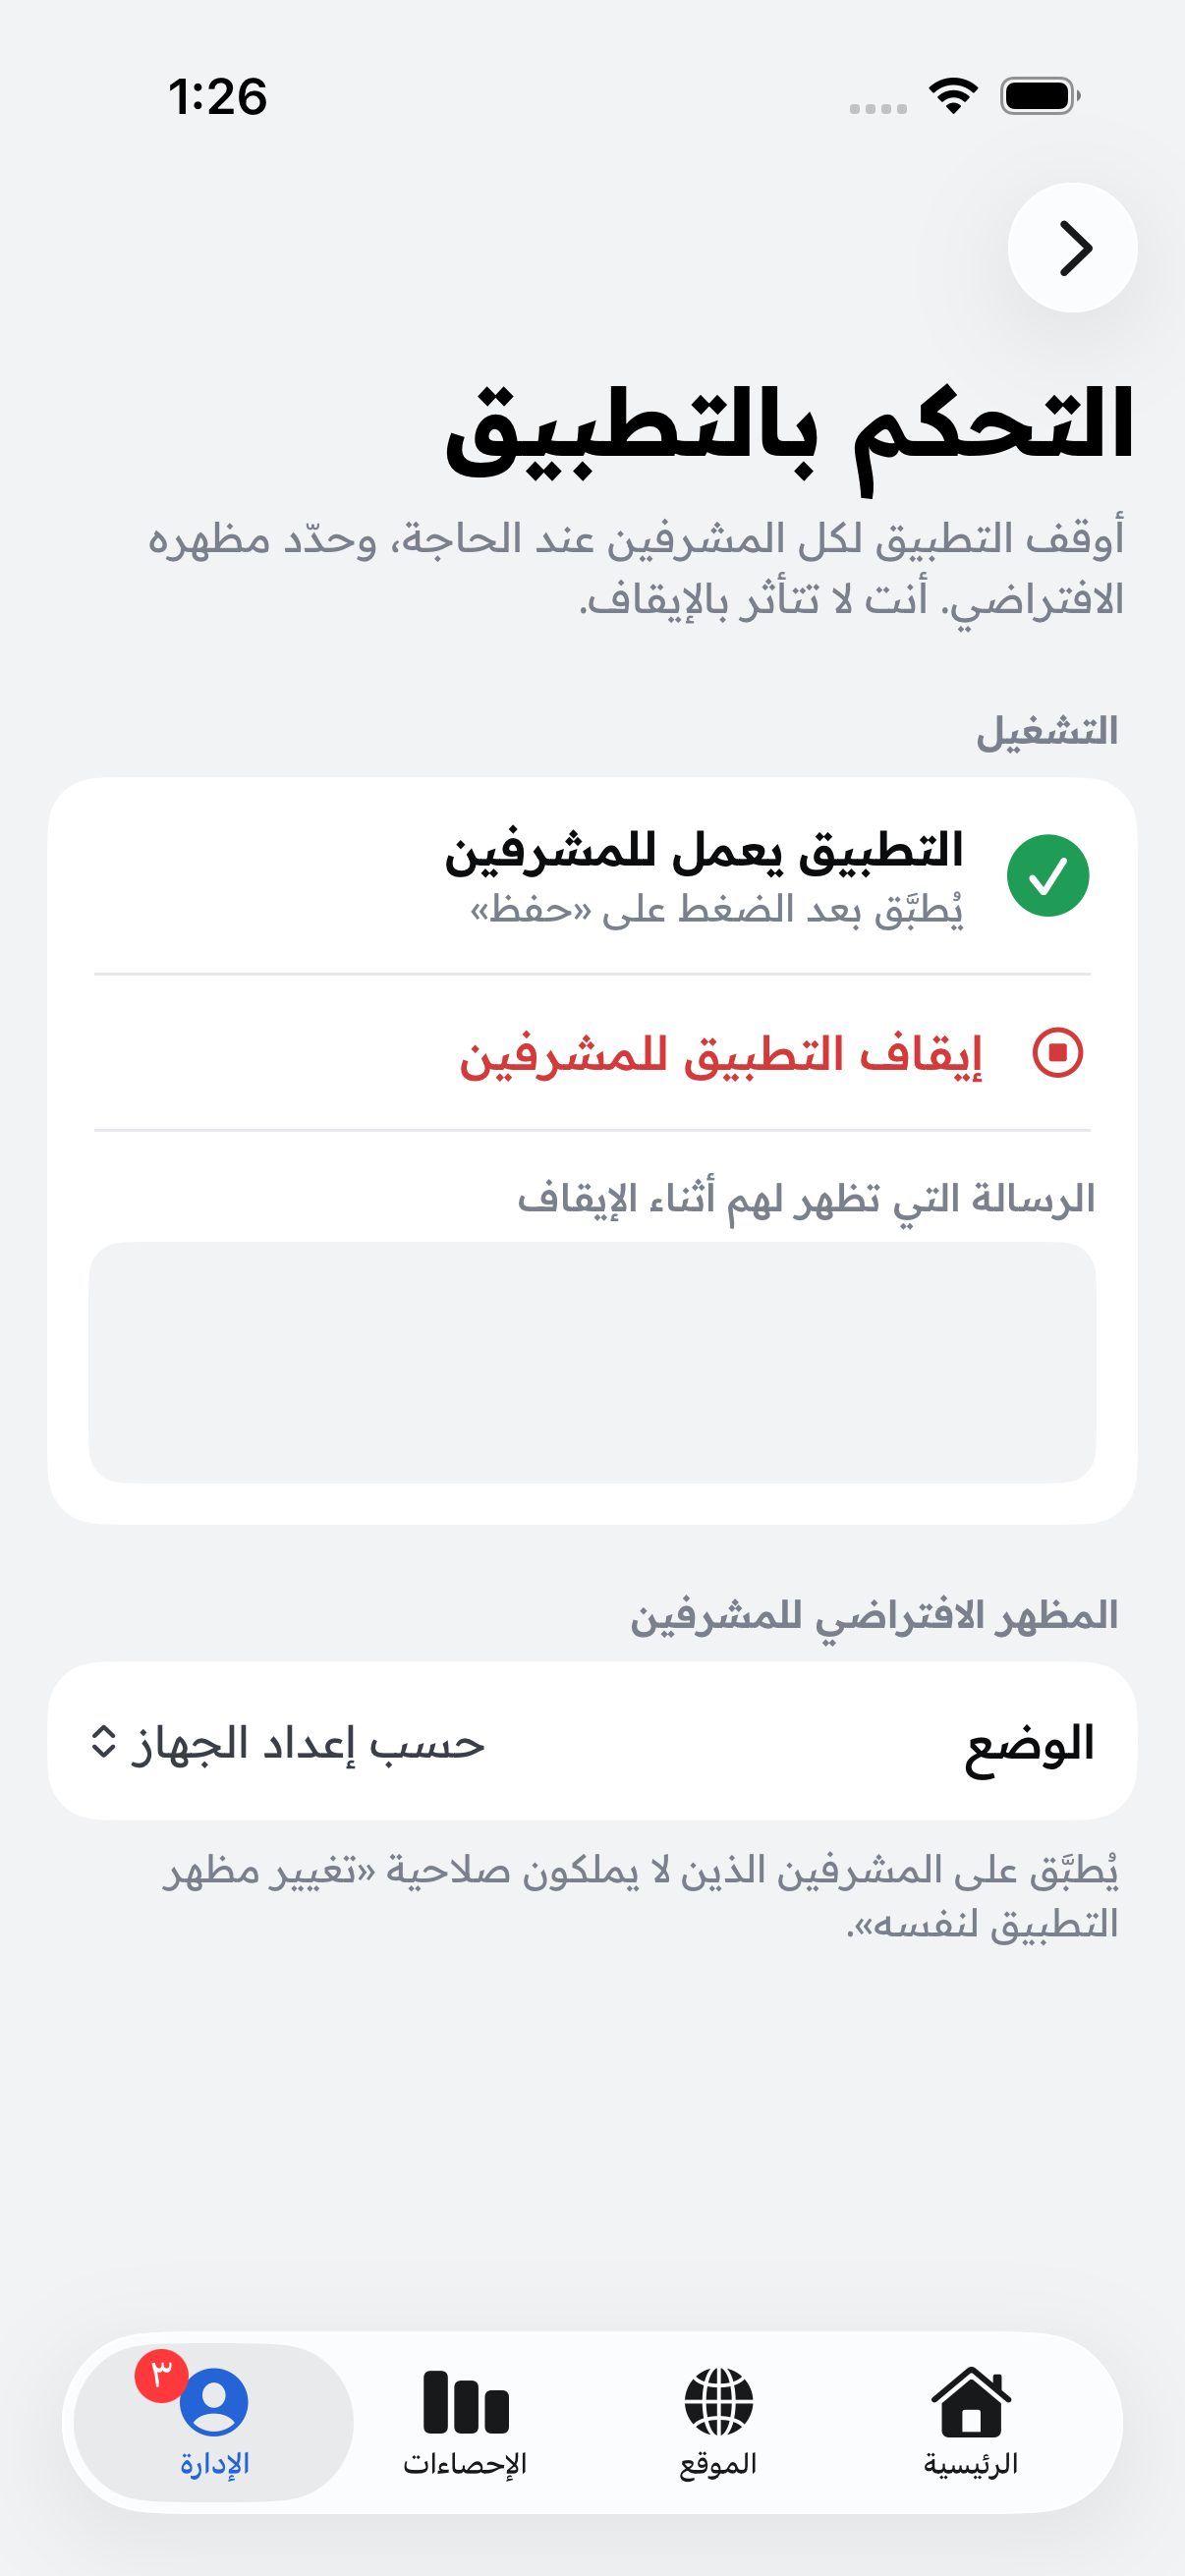 1:26
التحكم بالتطبيق
أوقف التطبيق لكل المشرفين عند الحاجة، وحدّد مظهره
الافتراضي. أنت لا تتأثر بالإيقاف.
التشغيل
التطبيق يعمل للمشرفين
يُطبَّق بعد الضغط على «حفظ»
إيقاف التطبيق للمشرفين
الرسالة التي تظهر لهم أثناء الإيقاف
المظهر الافتراضي للمشرفين
الوضع
حسب إعداد الجهاز
يُطبَّق على المشرفين الذين لا يملكون صلاحية «تغيير مظهر
التطبيق لنفسه».
الرئيسية
الموقع
الإحصاءات
٣
الإدارة